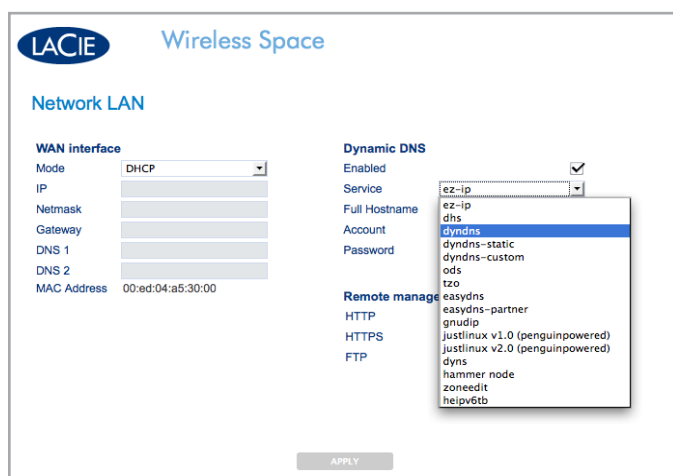 LACIE
Wireless Space
Network LAN
WAN interface
Mode DHCP
IP
Netmask
Gateway
DNS 1
DNS 2
MAC Address 00:ed:04:a5:30:00
Dynamic DNS
Enabled
Service ez-ip
Full Hostname
Account
Password
ez-ip
dhs
dyndns
dyndns-static
dyndns-custom
ods
tzo
easydns
easydns-partner
gnudip
justlinux v1.0 (penguinpowered)
justlinux v2.0 (penguinpowered)
dyns
hammer node
zoneedit
heipv6tb
Remote manage
HTTP
HTTPS
FTP
APPLY